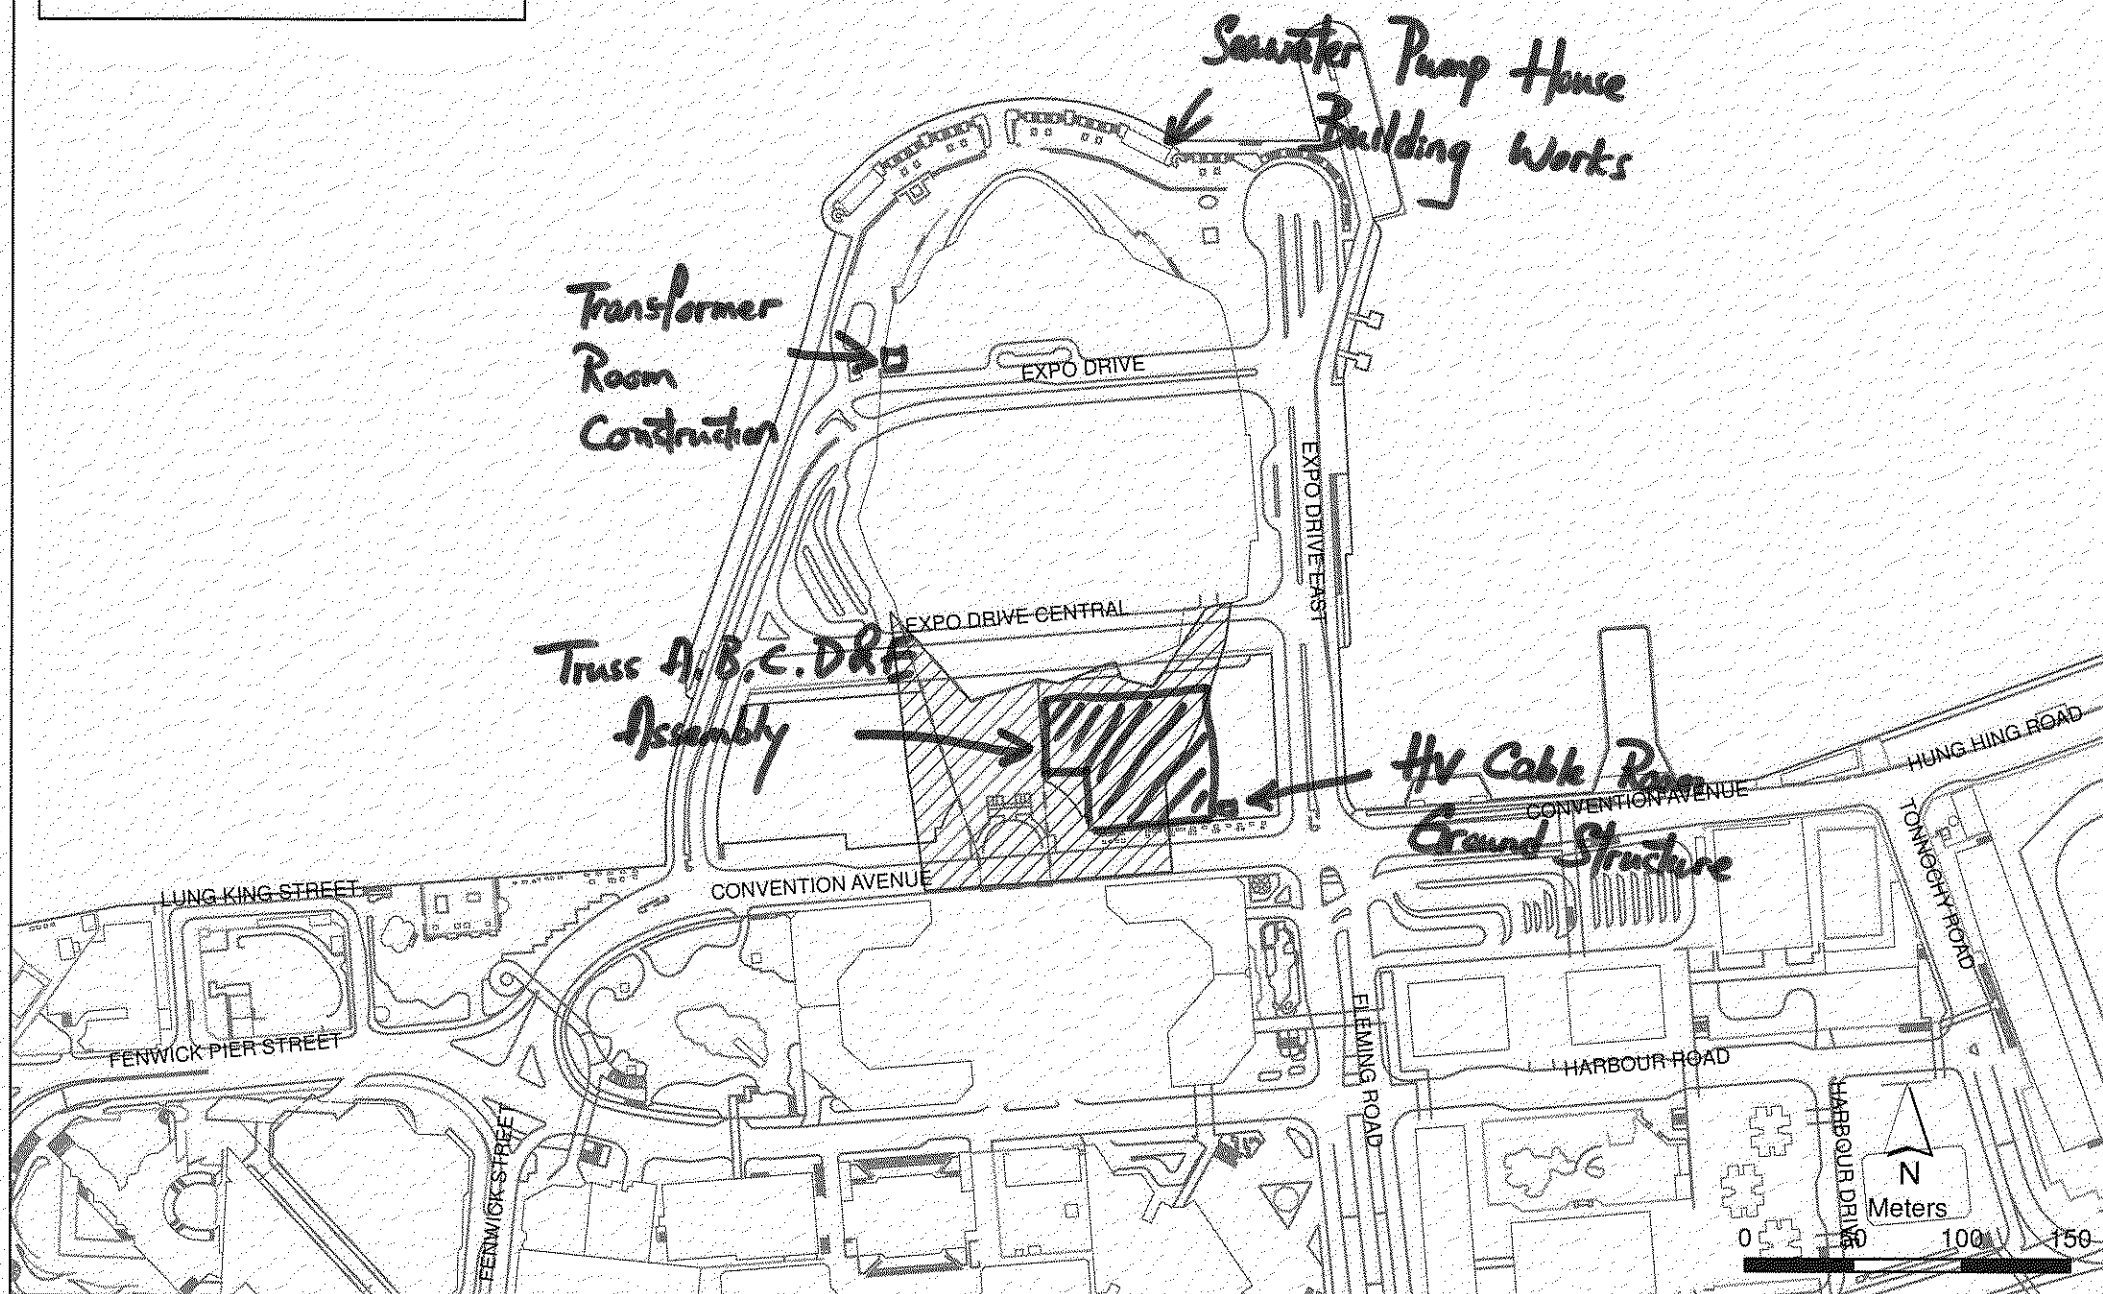 Seawater Pump House
Building Works
Transformer
Room
Construction
EXPO DRIVE
EXPO DRIVE EAST
EXPO DRIVE CENTRAL
Truss A.B.C.D&E
Assembly
HV Cable Room
Ground Structure
HUNG HING ROAD
CONVENTION AVENUE
TONNOCHY ROAD
LUNG KING STREET
CONVENTION AVENUE
FENWICK PIER STREET
FLEMING ROAD
HARBOUR ROAD
FENWICK STREET
HARBOUR DRIVE
N
Meters
0 50 100 150